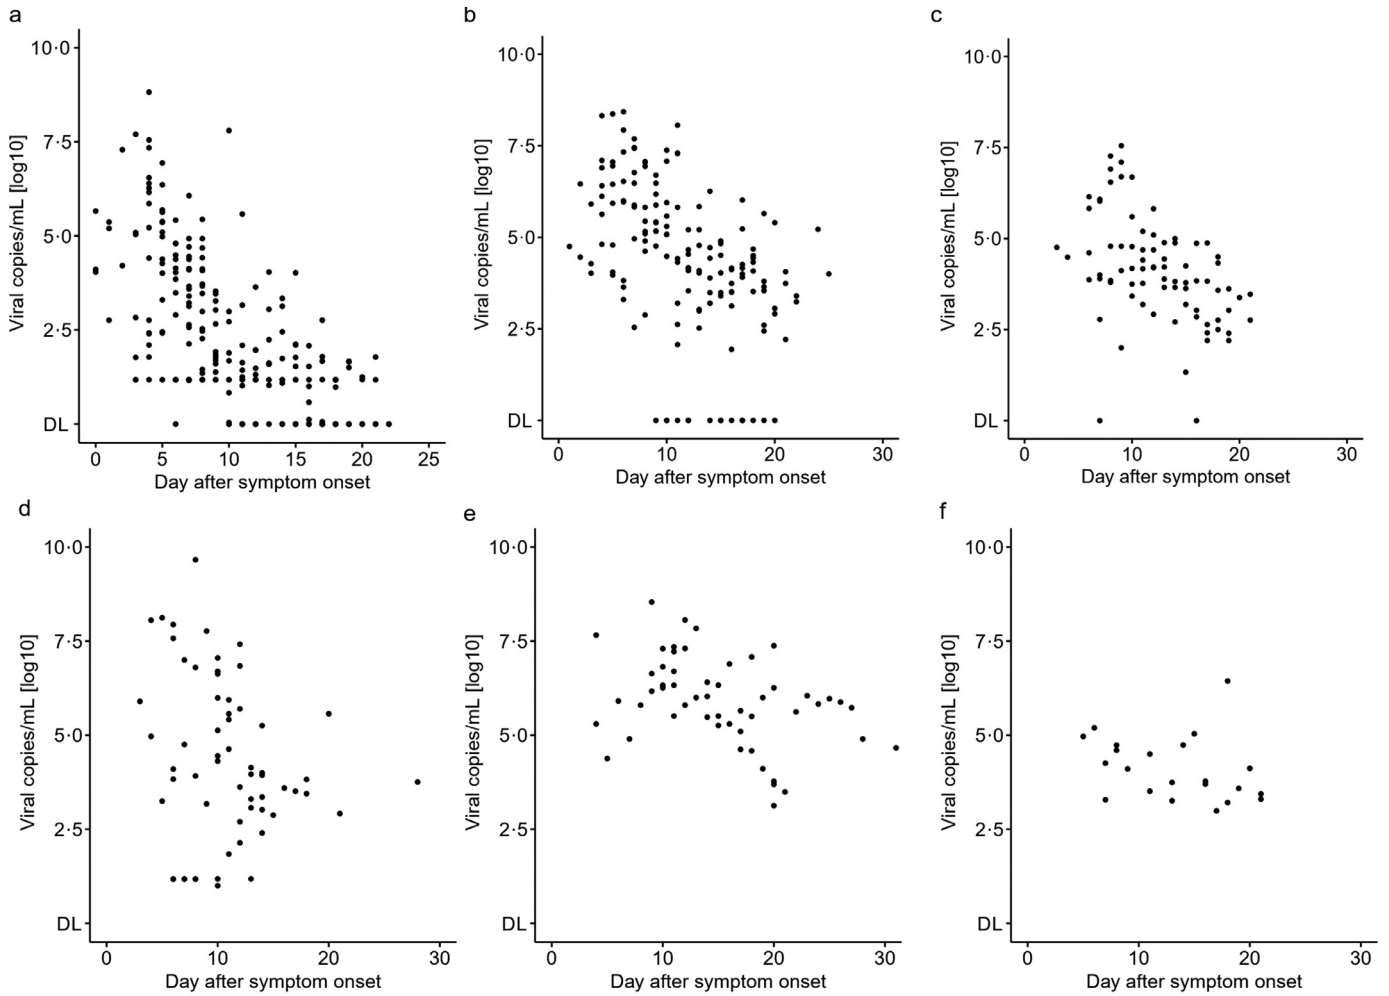 a
10·0
7·5
5·0
2·5
DL
Viral copies/mL [log10]
0 5 10 15 20 25
Day after symptom onset
b
10·0
7·5
5·0
2·5
DL
Viral copies/mL [log10]
0 10 20 30
Day after symptom onset
c
10·0
7·5
5·0
2·5
DL
Viral copies/mL [log10]
0 10 20 30
Day after symptom onset
d
10·0
7·5
5·0
2·5
DL
Viral copies/mL [log10]
0 10 20 30
Day after symptom onset
e
10·0
7·5
5·0
2·5
DL
Viral copies/mL [log10]
0 10 20 30
Day after symptom onset
f
10·0
7·5
5·0
2·5
DL
Viral copies/mL [log10]
0 10 20 30
Day after symptom onset